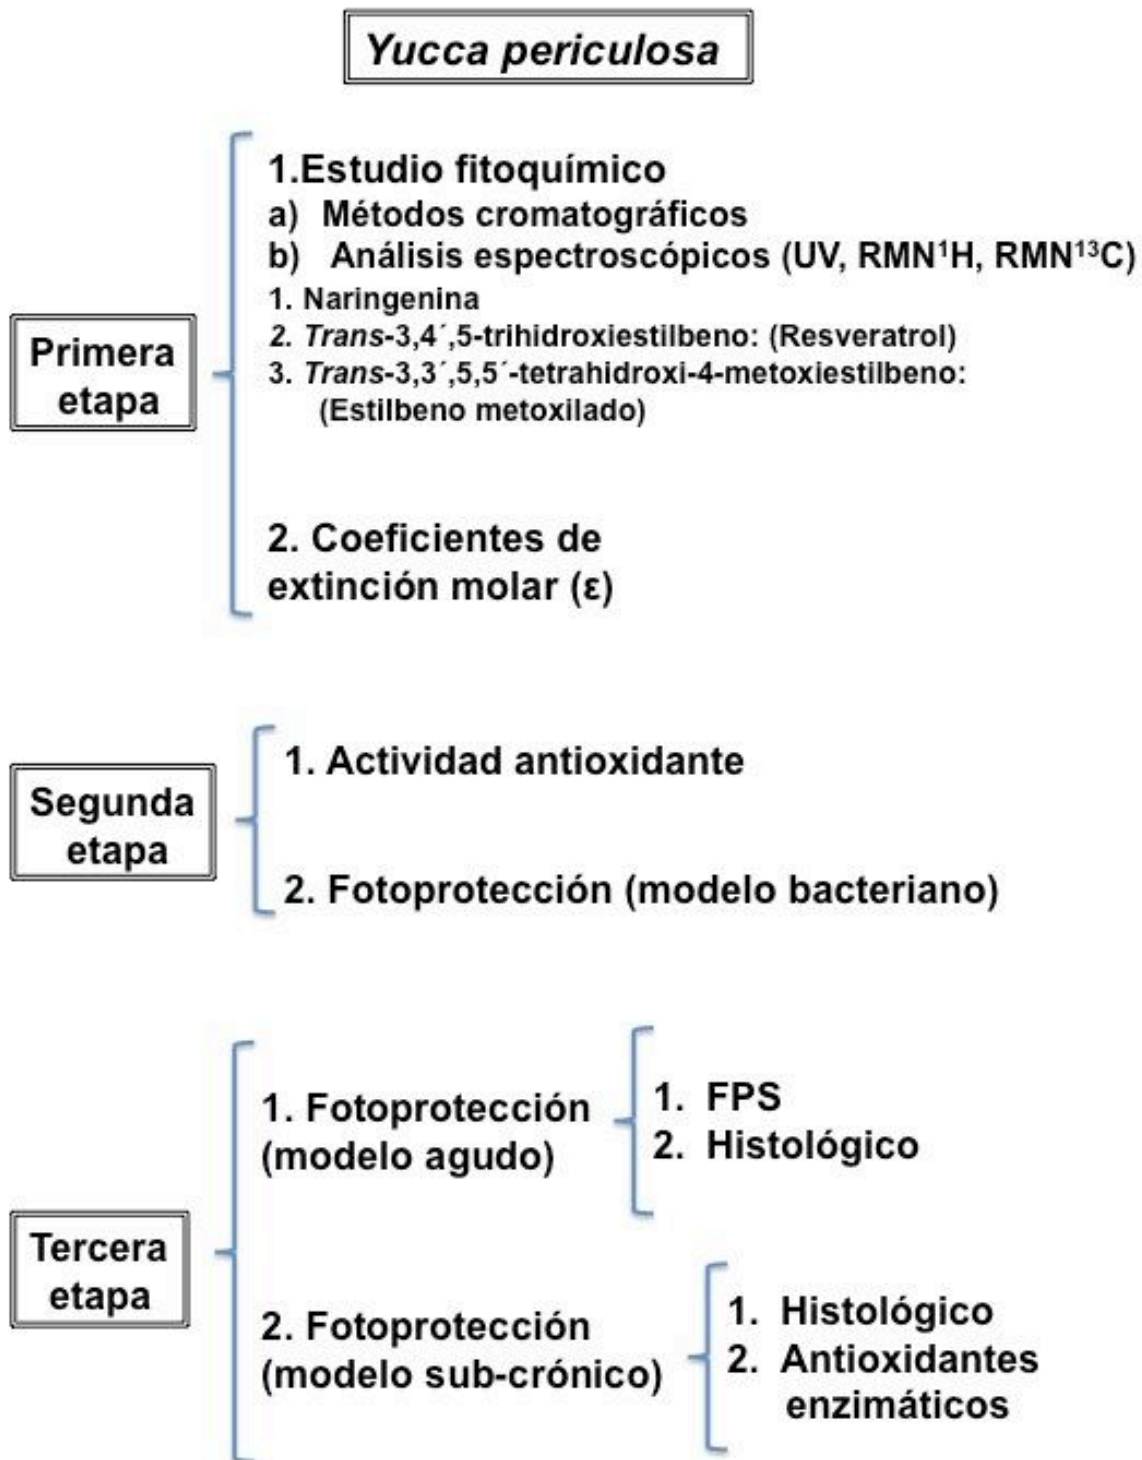 Yucca periculosa
Primera
etapa
1.Estudio fitoquímico
a) Métodos cromatográficos
b) Análisis espectroscópicos (UV, RMN¹H, RMN¹³C)
1. Naringenina
2. Trans-3,4´,5-trihidroxiestilbeno: (Resveratrol)
3. Trans-3,3´,5,5´-tetrahidroxi-4-metoxiestilbeno:
(Estilbeno metoxilado)
2. Coeficientes de
extinción molar (ε)
Segunda
etapa
1. Actividad antioxidante
2. Fotoprotección (modelo bacteriano)
Tercera
etapa
1. Fotoprotección
(modelo agudo)
1. FPS
2. Histológico
2. Fotoprotección
(modelo sub-crónico)
1. Histológico
2. Antioxidantes
enzimáticos